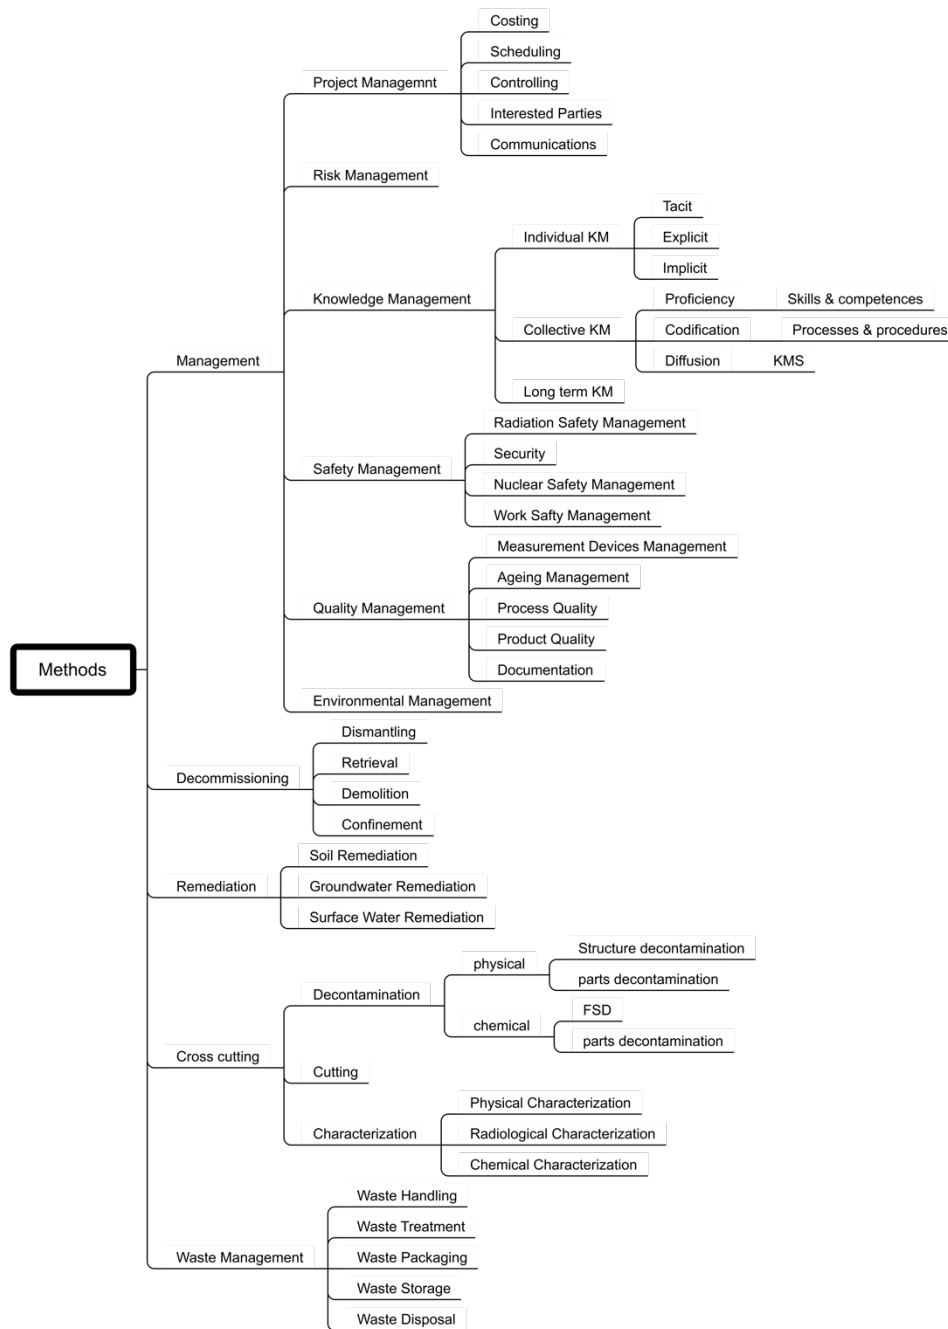 Costing
Scheduling
Project Managemnt
Controlling
Interested Parties
Communications
Risk Management
Tacit
Individual KM
Explicit
Implicit
Knowledge Management
Proficiency
Skills & competences
Collective KM
Codification
Processes & procedures
Diffusion
KMS
Long term KM
Management
Radiation Safety Management
Security
Safety Management
Nuclear Safety Management
Work Safty Management
Measurement Devices Management
Ageing Management
Quality Management
Process Quality
Product Quality
Documentation
Environmental Management
Methods
Dismantling
Retrieval
Decommissioning
Demolition
Confinement
Soil Remediation
Remediation
Groundwater Remediation
Surface Water Remediation
Structure decontamination
physical
parts decontamination
Decontamination
FSD
chemical
parts decontamination
Cross cutting
Cutting
Physical Characterization
Characterization
Radiological Characterization
Chemical Characterization
Waste Handling
Waste Treatment
Waste Management
Waste Packaging
Waste Storage
Waste Disposal